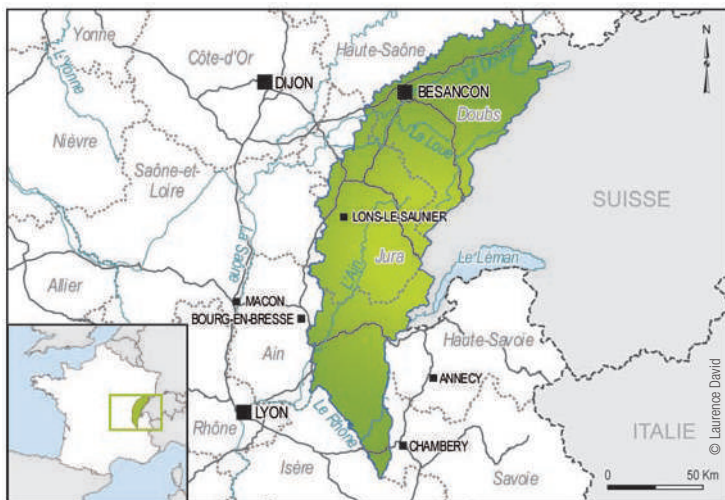 Yonne
L'Yonne
Côte-d'Or
Haute-Saône
Le Doubs
N
DIJON
BESANCON
Doubs
Nièvre
La Loue
Saône-et-
Loire
SUISSE
LONS-LE-SAUNIER
La Saône
Jura
L'Ain
Le Léman
Allier
MACON
BOURG-EN-BRESSE
Ain
Haute-Savoie
ANNECY
LYON
Le Rhône
Rhône
ITALIE
CHAMBERY
Isère
Savoie
0
50 Km
© Laurence David